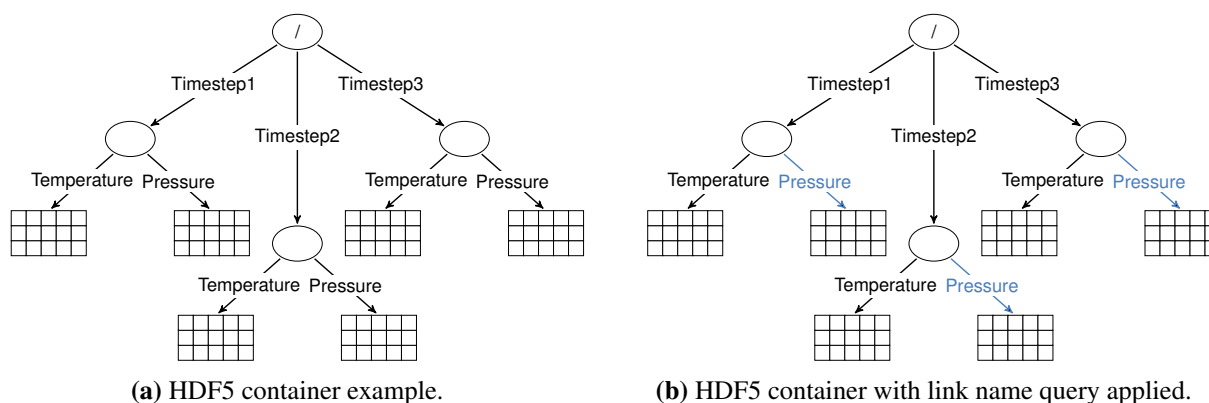 /
Timestep1
Timestep3
Timestep2
Temperature Pressure
Temperature Pressure
Temperature Pressure
(a) HDF5 container example.
/
Timestep1
Timestep3
Timestep2
Temperature Pressure
Temperature Pressure
Temperature Pressure
(b) HDF5 container with link name query applied.